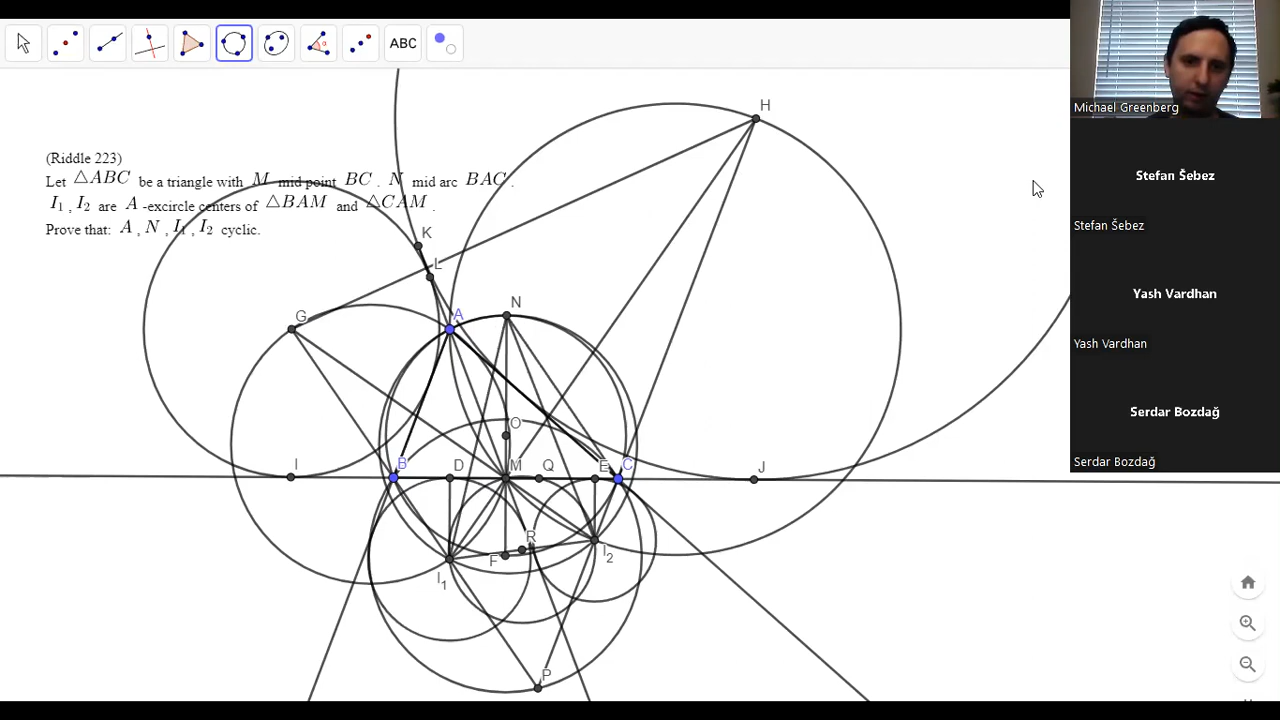 ABC
Michael Greenberg
H
(Riddle 223)
Let △ABC be a triangle with M mid point BC . N mid arc BAC .
I₁ , I₂ are A -excircle centers of △BAM and △CAM .
Prove that: A , N , I₁ , I₂ cyclic.
Stefan Šebez
Stefan Šebez
K
L
Yash Vardhan
G
A
N
Yash Vardhan
O
Serdar Bozdağ
I
B
D
M
Q
E
C
J
Serdar Bozdağ
R
F
I₂
I₁
P